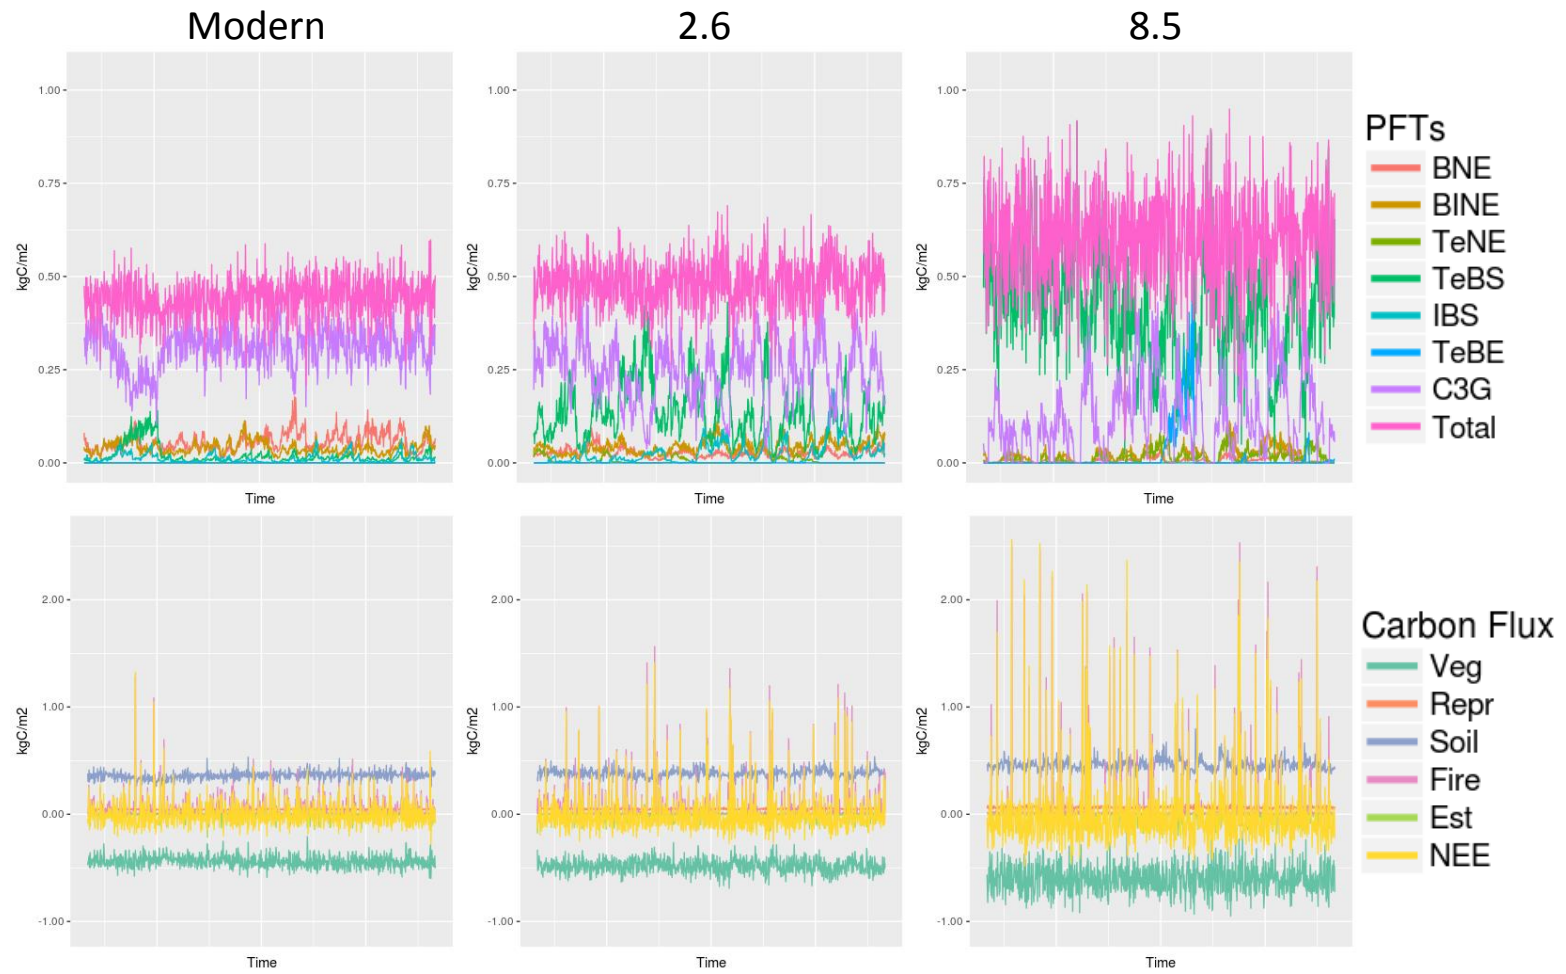 Modern
2.6
8.5
1.00
0.75
0.50
0.25
0.00
kgC/m2
Time
1.00
0.75
0.50
0.25
0.00
kgC/m2
Time
1.00
0.75
0.50
0.25
0.00
kgC/m2
Time
PFTs
BNE
BINE
TeNE
TeBS
IBS
TeBE
C3G
Total
2.00
1.00
0.00
-1.00
kgC/m2
Time
2.00
1.00
0.00
-1.00
kgC/m2
Time
2.00
1.00
0.00
-1.00
kgC/m2
Time
Carbon Flux
Veg
Repr
Soil
Fire
Est
NEE